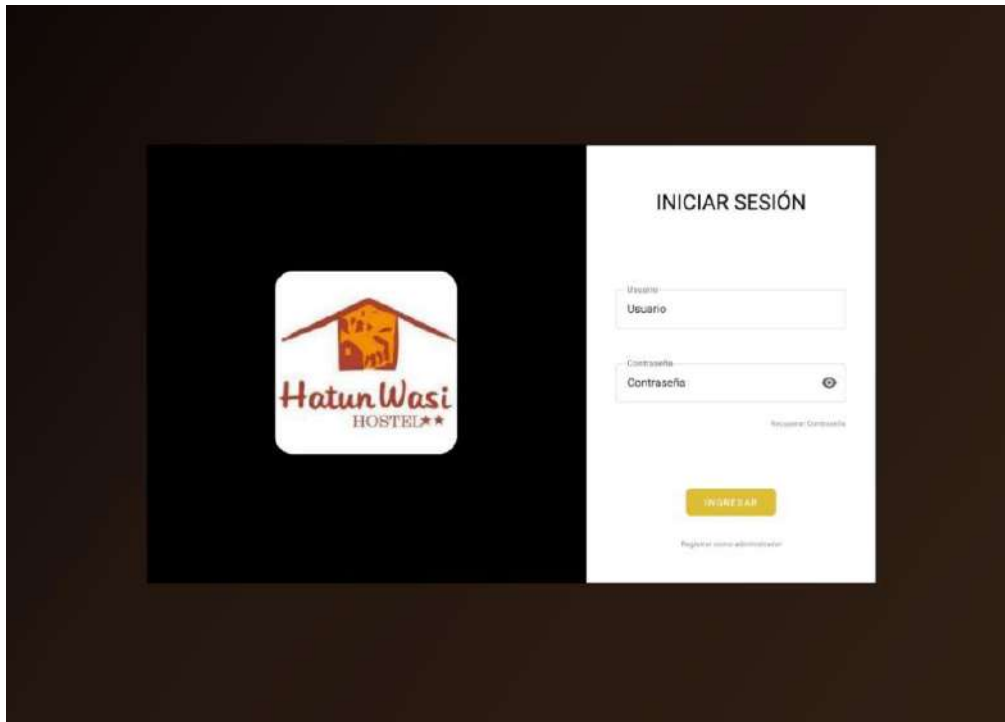 INICIAR SESIÓN
Usuario
Usuario
Contraseña
Contraseña
Recuperar Contraseña
Hatun Wasi
HOSTEL★★
INGRESAR
Registrar como administrador